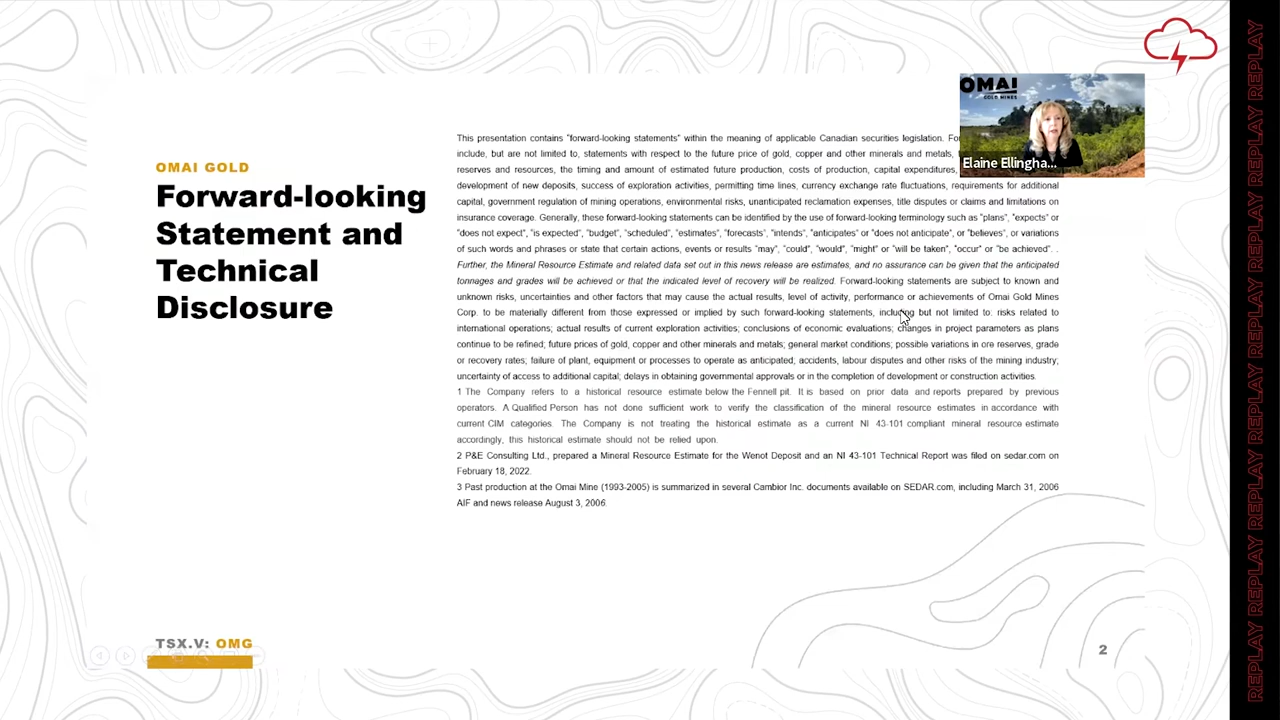 OMAI GOLD
Forward-looking
Statement and
Technical
Disclosure
OMAI
GOLD MINES
Elaine Ellingha...
This presentation contains "forward-looking statements" within the meaning of applicable Canadian securities legislation.
include, but are not limited to, statements with respect to the future price of gold, copper and other minerals and metals,
reserves and resources, the timing and amount of estimated future production, costs of production, capital expenditures,
development of new deposits, success of exploration activities, permitting time lines, currency exchange rate fluctuations, requirements for additional
capital, government regulation of mining operations, environmental risks, unanticipated reclamation expenses, title disputes or claims and limitations on
insurance coverage. Generally, these forward-looking statements can be identified by the use of forward-looking terminology such as "plans", "expects" or
"does not expect", "is expected", "budget", "scheduled", "estimates", "forecasts", "intends", "anticipates" or "does not anticipate", or "believes", or variations
of such words and phrases or state that certain actions, events or results "may", "could", "would", "might" or "will be taken", "occur" or "be achieved". .
Further, the Mineral Resource Estimate and related data set out in this news release are estimates, and no assurance can be given that the anticipated
tonnages and grades will be achieved or that the indicated level of recovery will be realized. Forward-looking statements are subject to known and
unknown risks, uncertainties and other factors that may cause the actual results, level of activity, performance or achievements of Omai Gold Mines
Corp. to be materially different from those expressed or implied by such forward-looking statements, including but not limited to: risks related to
international operations; actual results of current exploration activities; conclusions of economic evaluations; changes in project parameters as plans
continue to be refined; future prices of gold, copper and other minerals and metals; general market conditions; possible variations in ore reserves, grade
or recovery rates; failure of plant, equipment or processes to operate as anticipated; accidents, labour disputes and other risks of the mining industry;
uncertainty of access to additional capital; delays in obtaining governmental approvals or in the completion of development or construction activities.
1 The Company refers to a historical resource estimate below the Fennell pit. It is based on prior data and reports prepared by previous
operators. A Qualified Person has not done sufficient work to verify the classification of the mineral resource estimates in accordance with
current CIM categories. The Company is not treating the historical estimate as a current NI 43-101 compliant mineral resource estimate
accordingly, this historical estimate should not be relied upon.
2 P&E Consulting Ltd., prepared a Mineral Resource Estimate for the Wenot Deposit and an NI 43-101 Technical Report was filed on sedar.com on
February 18, 2022.
3 Past production at the Omai Mine (1993-2005) is summarized in several Cambior Inc. documents available on SEDAR.com, including March 31, 2006
AIF and news release August 3, 2006.
TSX.V: OMG
2
REPLAY REPLAY REPLAY REPLAY REPLAY REPLAY REPLAY REPLAY